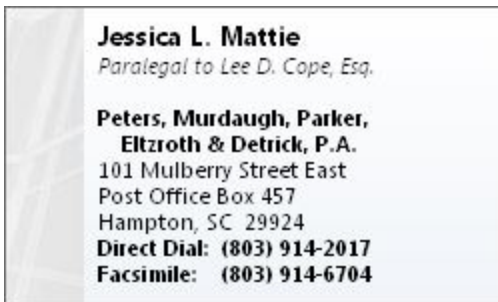 Jessica L. Mattie
Paralegal to Lee D. Cope, Esq.
Peters, Murdaugh, Parker,
Eltzroth & Detrick, P.A.
101 Mulberry Street East
Post Office Box 457
Hampton, SC 29924
Direct Dial: (803) 914-2017
Facsimile: (803) 914-6704